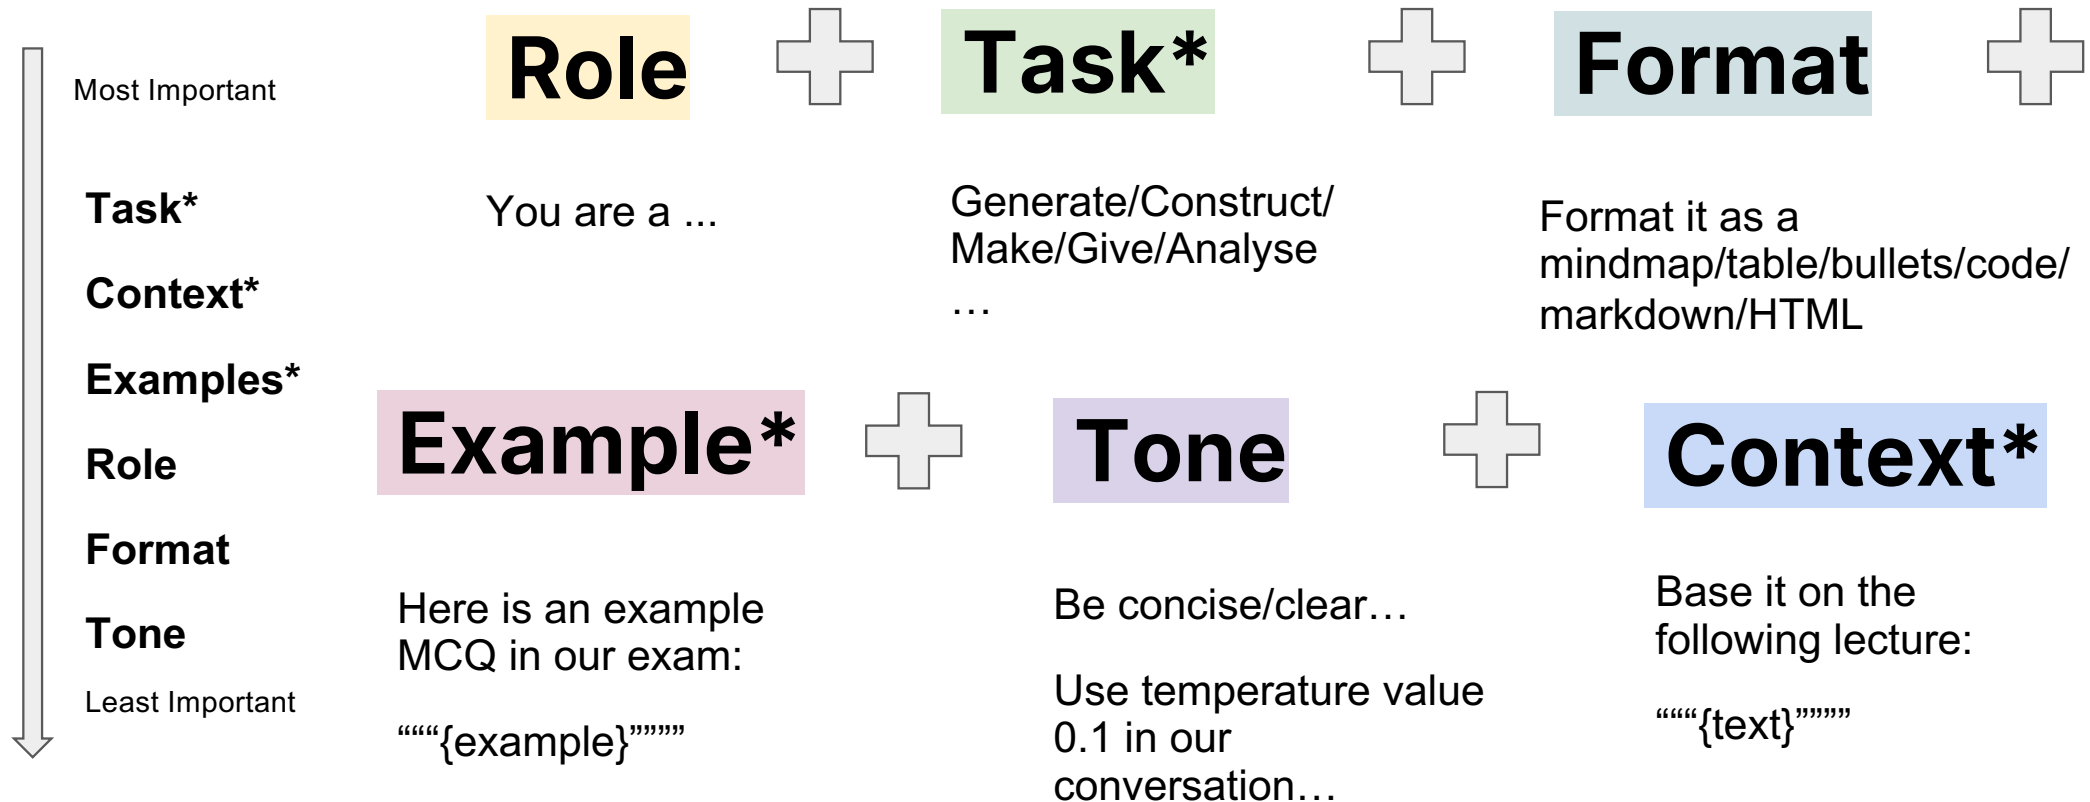 Most Important
Task*
Context*
Examples*
Role
Format
Tone
Least Important
Role
You are a ...
Task*
Generate/Construct/
Make/Give/Analyse
…
Format
Format it as a
mindmap/table/bullets/code/
markdown/HTML
Example*
Here is an example
MCQ in our exam:
“““{example}””””
Tone
Be concise/clear…
Use temperature value
0.1 in our
conversation…
Context*
Base it on the
following lecture:
“““{text}””””